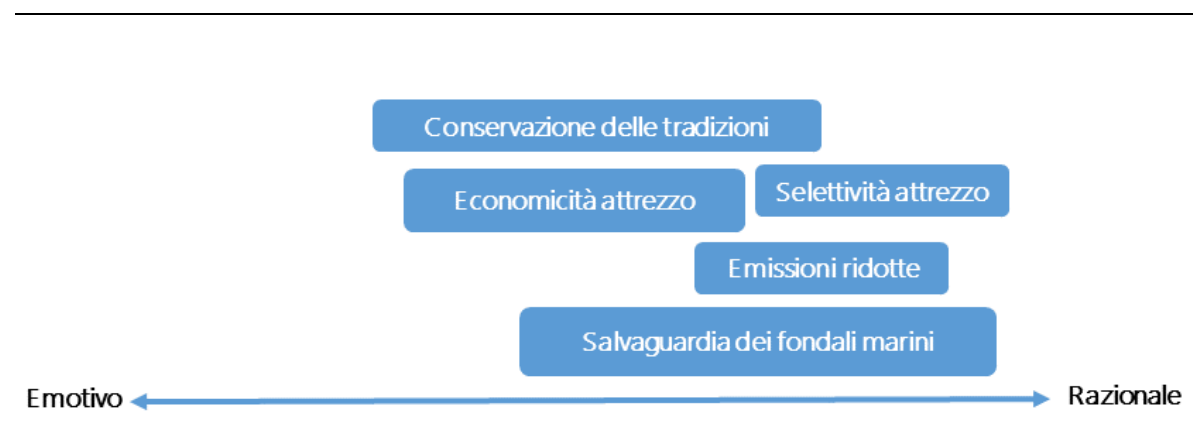 Conservazione delle tradizioni
Economicità attrezzo
Selettività attrezzo
Emissioni ridotte
Salvaguardia dei fondali marini
Emotivo
Razionale